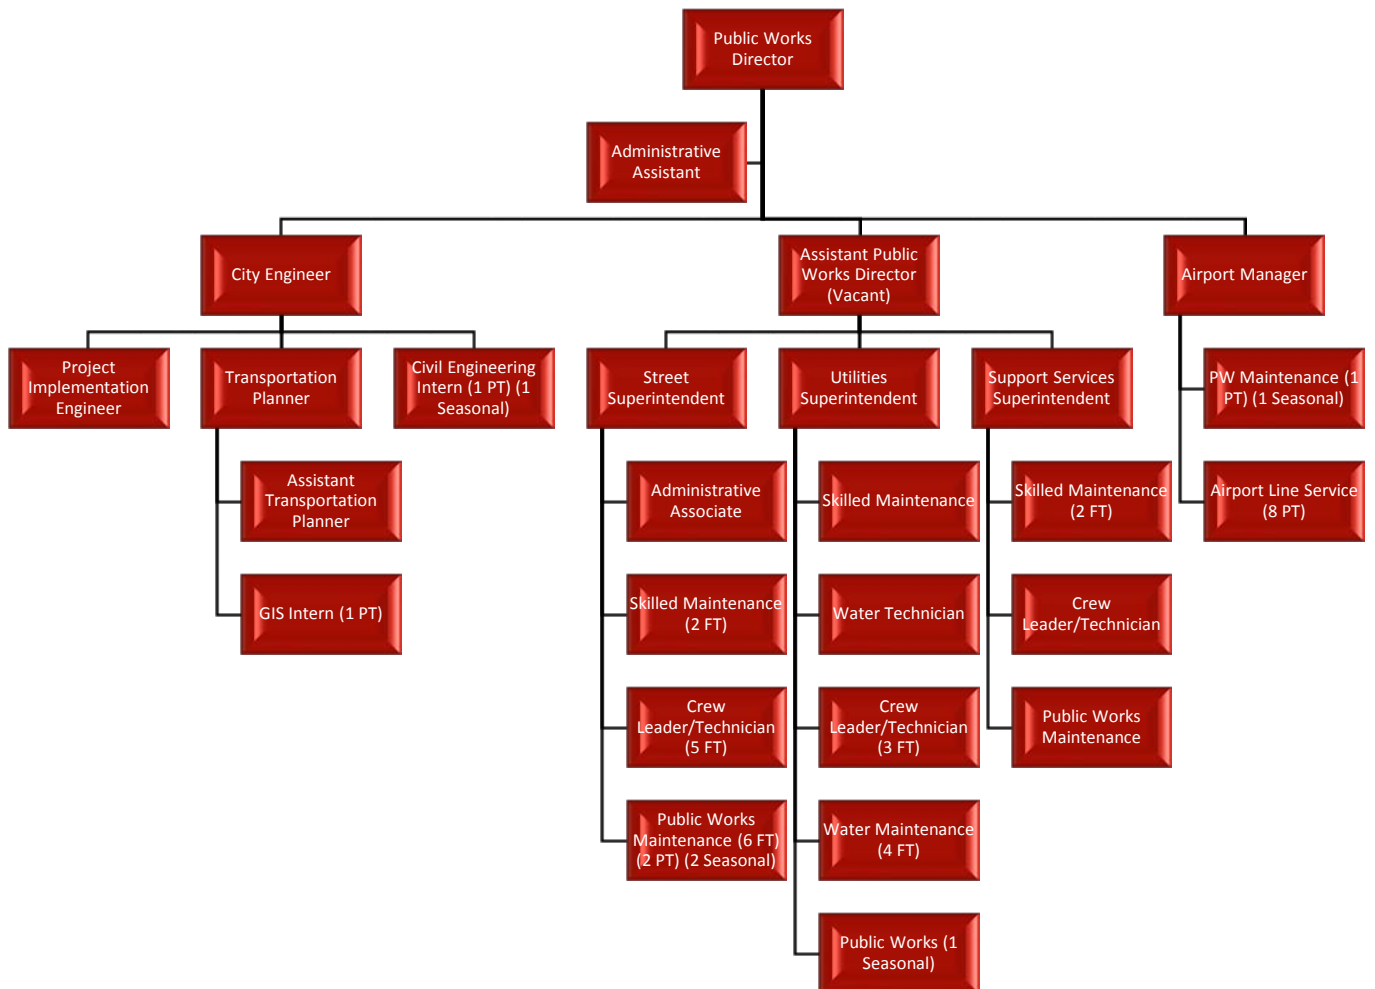 Public Works
Director
Administrative
Assistant
City Engineer
Assistant Public
Works Director
(Vacant)
Airport Manager
Project
Implementation
Engineer
Transportation
Planner
Civil Engineering
Intern (1 PT) (1
Seasonal)
Street
Superintendent
Utilities
Superintendent
Support Services
Superintendent
PW Maintenance (1
PT) (1 Seasonal)
Assistant
Transportation
Planner
Administrative
Associate
Skilled Maintenance
Skilled Maintenance
(2 FT)
Airport Line Service
(8 PT)
GIS Intern (1 PT)
Skilled Maintenance
(2 FT)
Water Technician
Crew
Leader/Technician
Crew
Leader/Technician
(5 FT)
Crew
Leader/Technician
(3 FT)
Public Works
Maintenance
Public Works
Maintenance (6 FT)
(2 PT) (2 Seasonal)
Water Maintenance
(4 FT)
Public Works (1
Seasonal)